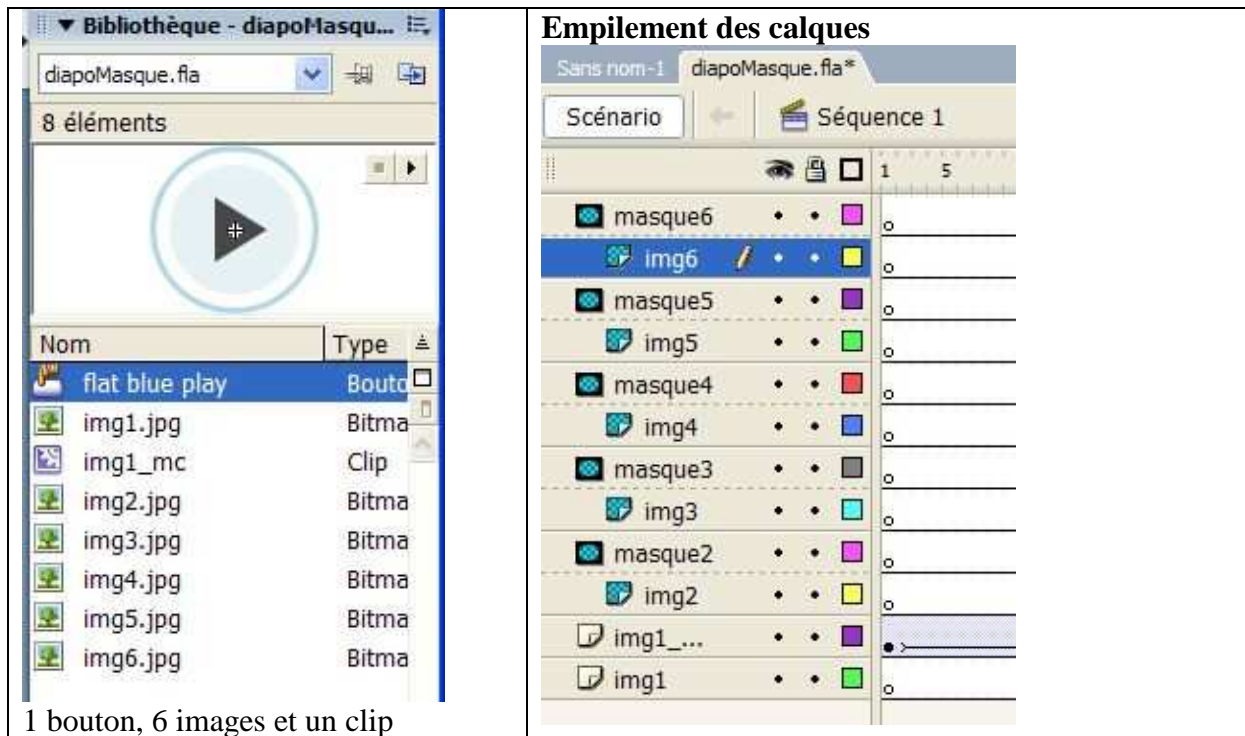 Bibliothèque - diapoMasqu...
diapoMasque.fla
8 éléments
Nom Type
flat blue play Bouto
img1.jpg Bitma
img1_mc Clip
img2.jpg Bitma
img3.jpg Bitma
img4.jpg Bitma
img5.jpg Bitma
img6.jpg Bitma
1 bouton, 6 images et un clip
Empilement des calques
Sans nom-1 diapoMasque.fla*
Scénario Séquence 1
1 5
masque6
img6
masque5
img5
masque4
img4
masque3
img3
masque2
img2
img1_...
img1